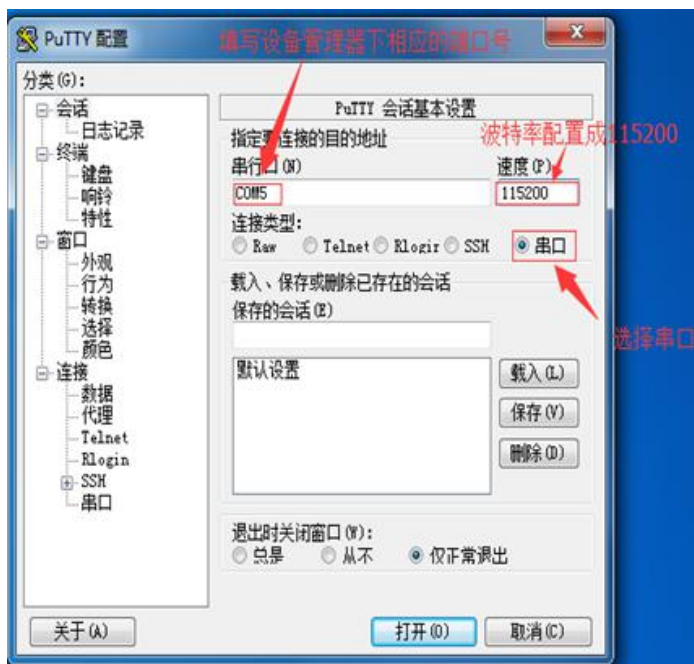 PuTTY 配置
填写设备管理器下相应的端口号
分类(G):
会话
日志记录
终端
键盘
响铃
特性
窗口
外观
行为
转换
选择
颜色
连接
数据
代理
Telnet
Rlogin
SSH
串口
PuTTY 会话基本设置
指定要连接的目的地址
波特率配置成115200
串行口(N)
速度(P)
COM5
115200
连接类型:
Raw Telnet Rlogin SSH 串口
选择串口
载入、保存或删除已存在的会话
保存的会话(E)
默认设置
载入(L)
保存(V)
删除(D)
退出时关闭窗口(W):
总是 从不 仅正常退出
关于(A)
打开(O)
取消(C)